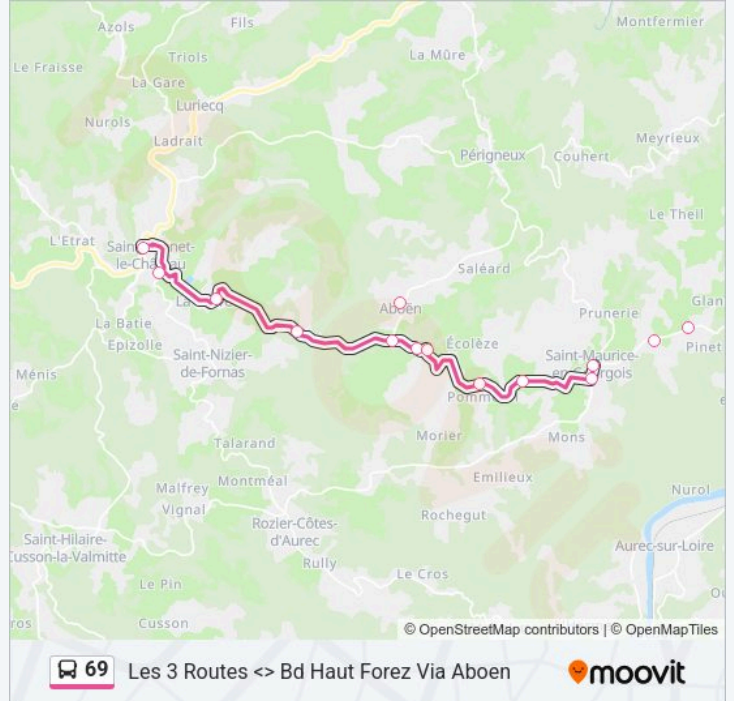 Azols
Fils
Montfermier
Triols
La Mûre
Le Fraisse
La Gare
Luriecq
Nurols
Ladrait
Meyrieux
Périgneux
Couhert
Le Theil
L'Etrat
le-Ch
Saléard
Aboën
Prunerie
Glan
La Batie
Epizolle
Écolèze
Pinet
Saint-Nizier-
de-Fornas
Saint-Maurice-
Ménis
Morier
Mons
Talarand
Emilieux
Malfrey
Montméal
Vignal
Nurol
Rozier-Côtes-
d'Aurec
Rochegut
Saint-Hilaire-
Cusson-la-Valmitte
Aurec-sur-Loire
Rully
Le Cros
Le Pin
Cusson
© OpenStreetMap contributors | © OpenMapTiles
69 Les 3 Routes <> Bd Haut Forez Via Aboen moovit